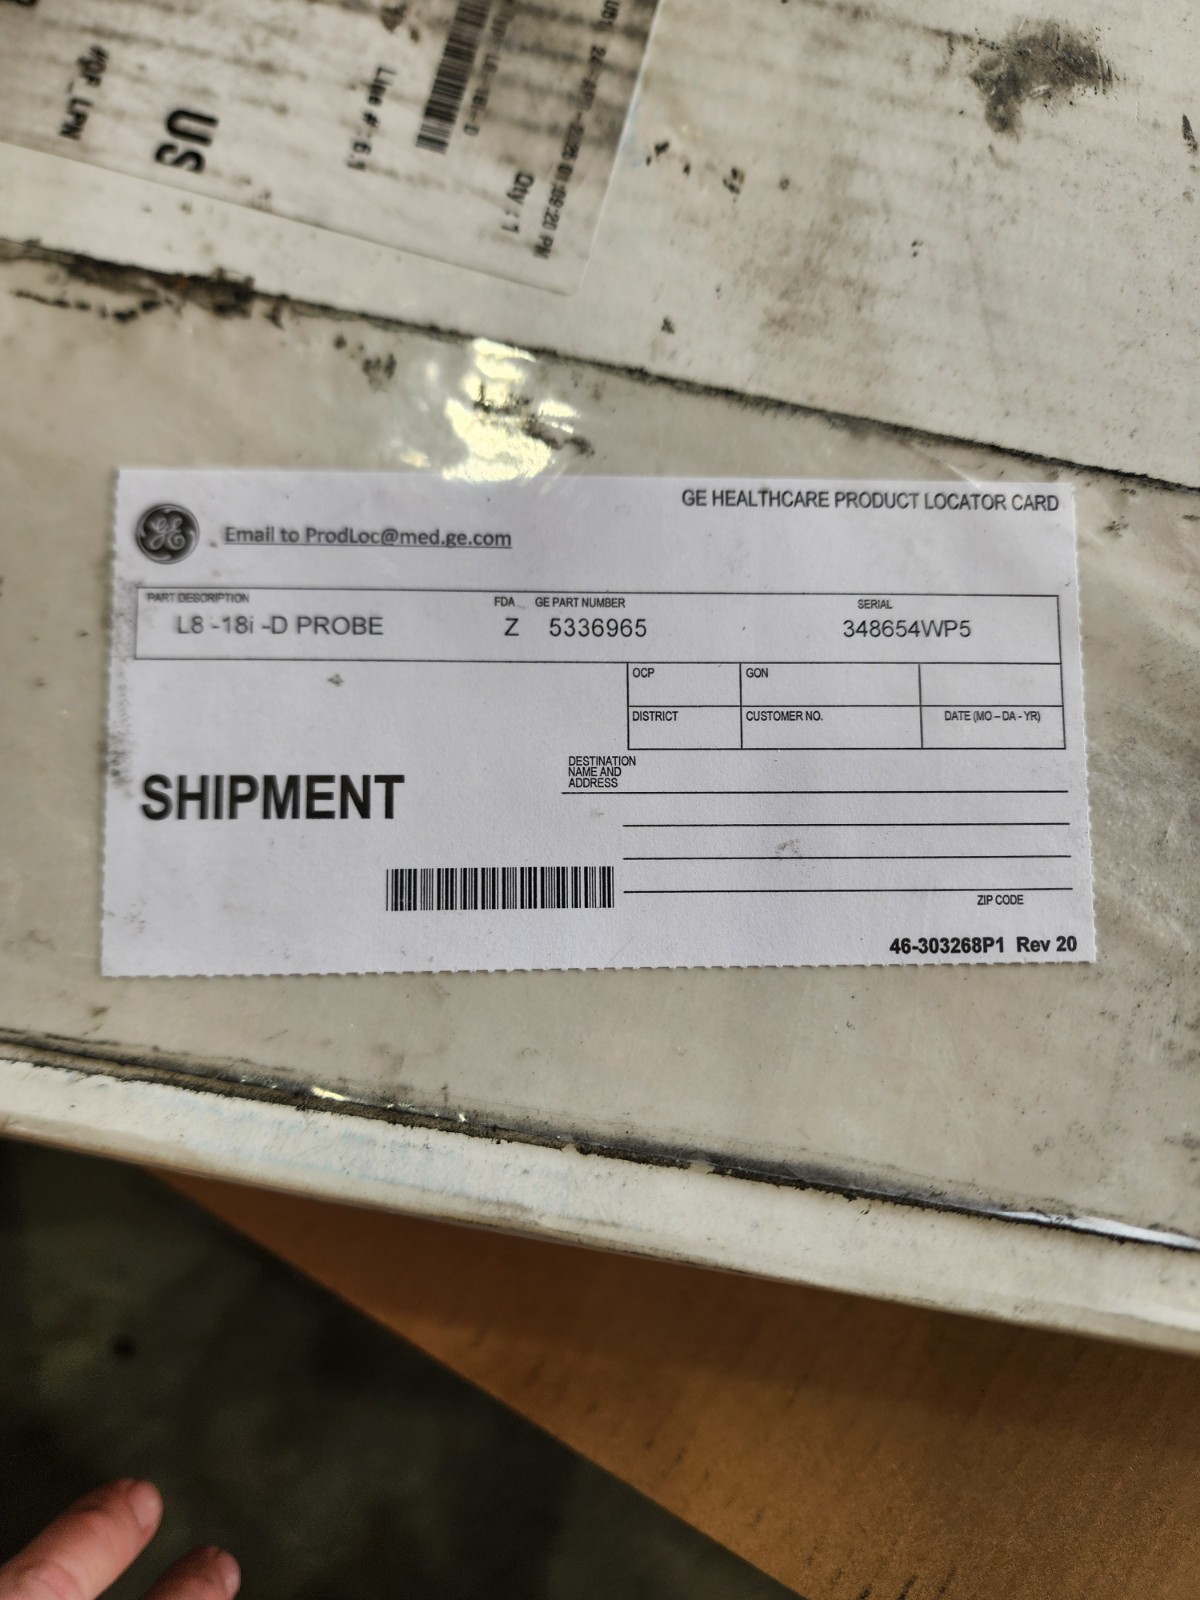 #GF_LPN
US
Line #: 6.1
Qty : 1
GE HEALTHCARE PRODUCT LOCATOR CARD
GE
Email to ProdLoc@med.ge.com
PART DESCRIPTION FDA GE PART NUMBER SERIAL
L8 -18i -D PROBE Z 5336965 348654WP5
OCP GON
DISTRICT CUSTOMER NO. DATE (MO – DA - YR)
DESTINATION
NAME AND
ADDRESS
SHIPMENT
ZIP CODE
46-303268P1 Rev 20